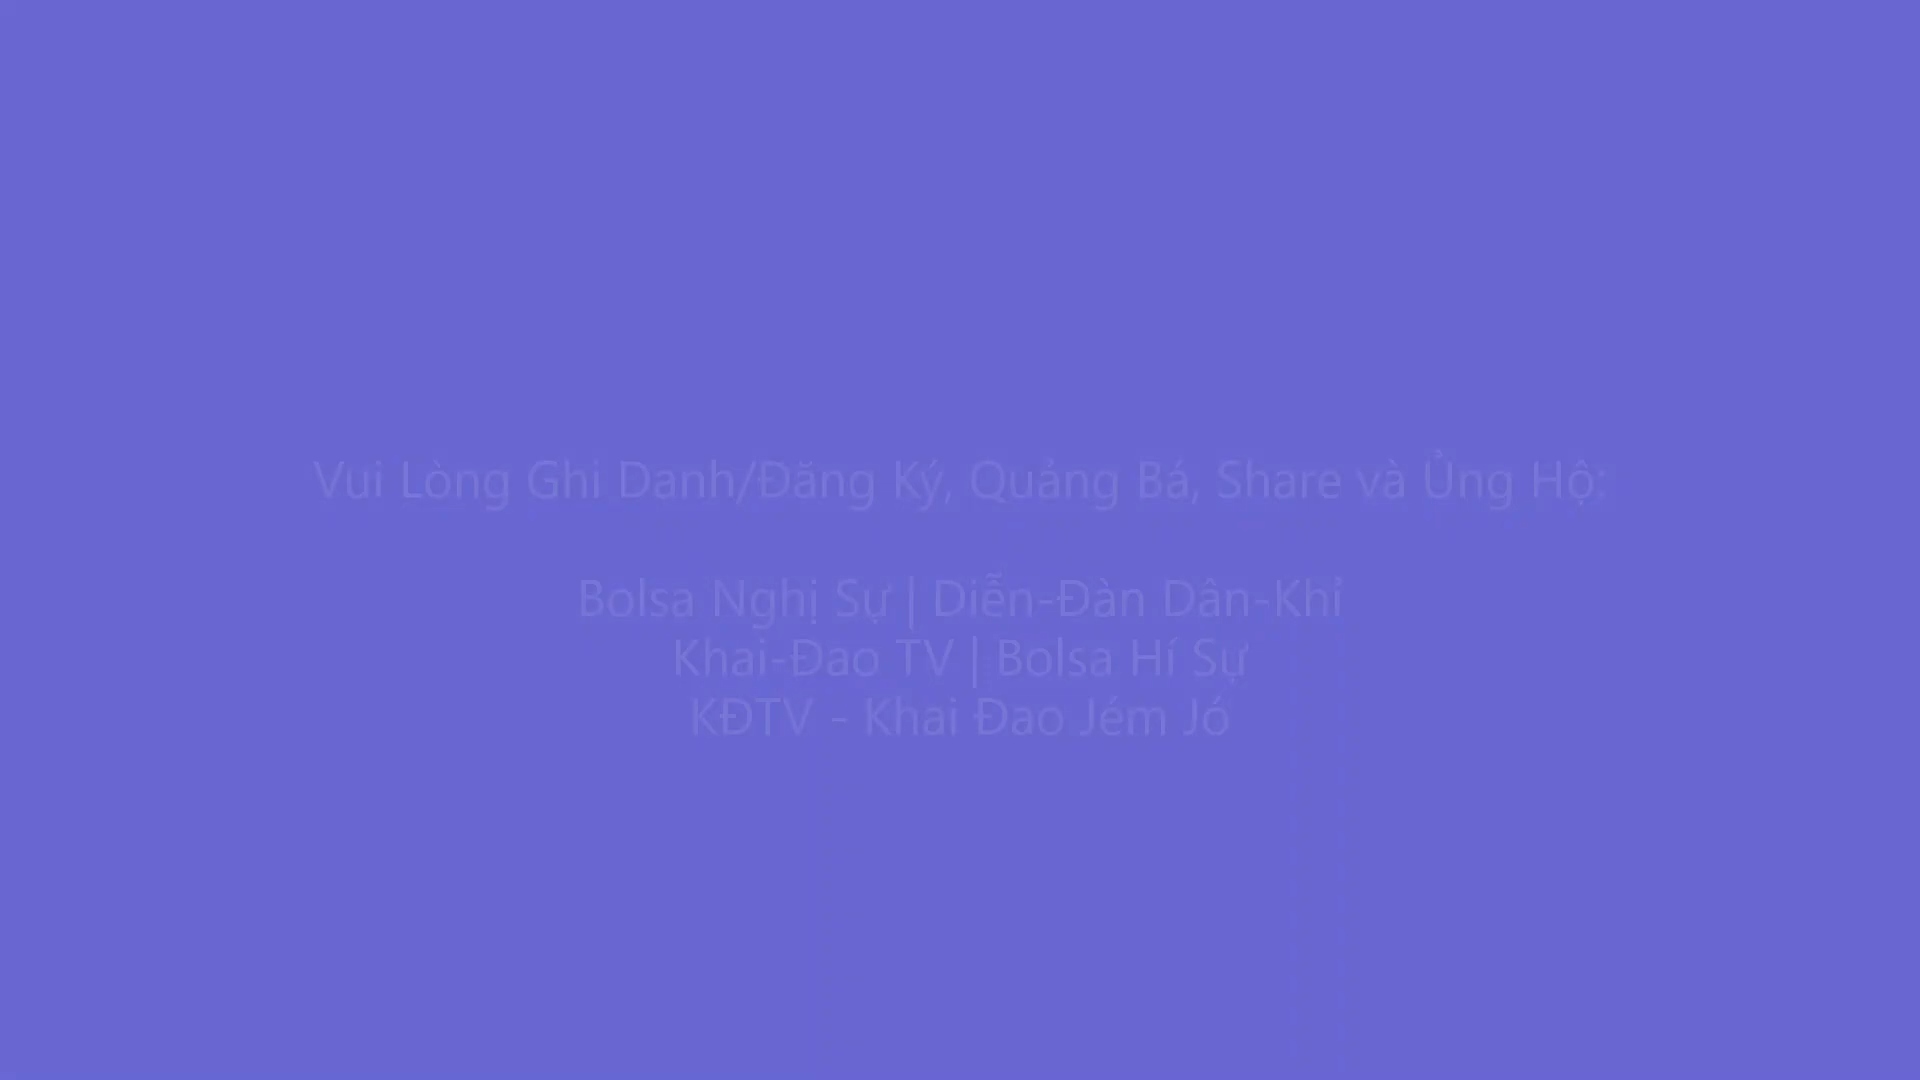 Vui Lòng Ghi Danh/Đăng Ký, Quảng Bá, Share và Ủng Hộ:
Bolsa Nghị Sự | Diễn-Đàn Dân-Khỉ
Khai-Đao TV | Bolsa Hí Sự
KĐTV - Khai Đao Jém Jó